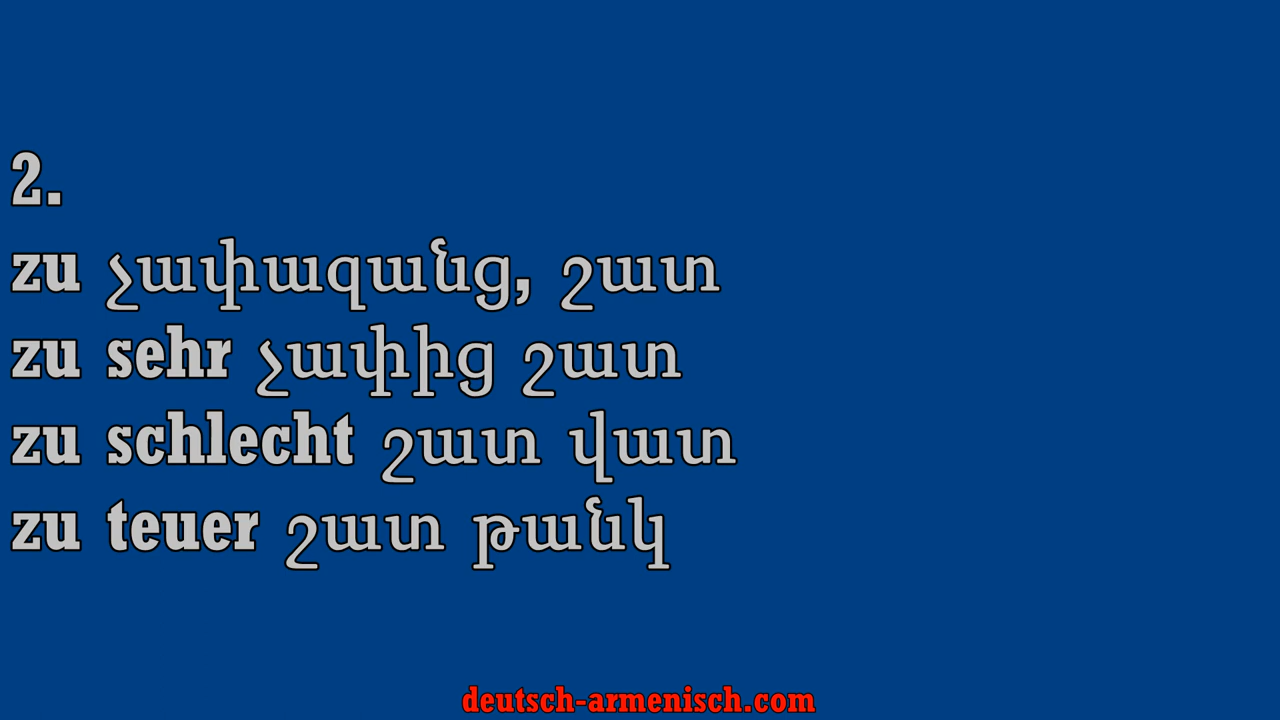 2.
zu չափազանց, շատ
zu sehr չափից շատ
zu schlecht շատ վատ
zu teuer շատ թանկ
deutsch-armenisch.com